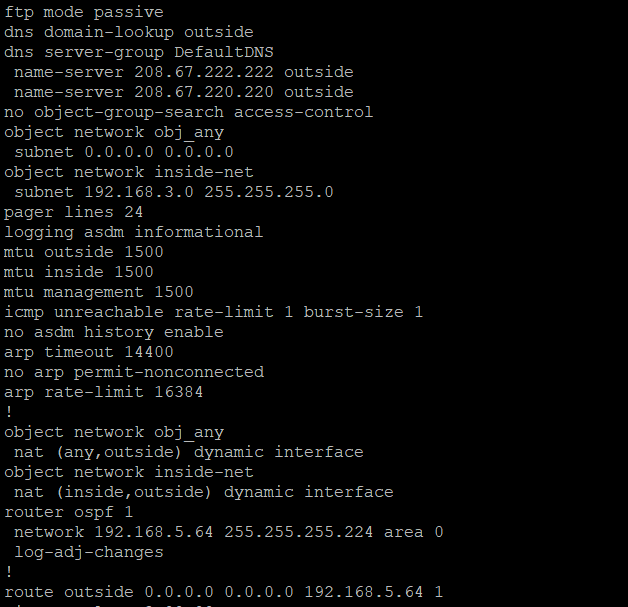 ftp mode passive
dns domain-lookup outside
dns server-group DefaultDNS
 name-server 208.67.222.222 outside
 name-server 208.67.220.220 outside
no object-group-search access-control
object network obj_any
 subnet 0.0.0.0 0.0.0.0
object network inside-net
 subnet 192.168.3.0 255.255.255.0
pager lines 24
logging asdm informational
mtu outside 1500
mtu inside 1500
mtu management 1500
icmp unreachable rate-limit 1 burst-size 1
no asdm history enable
arp timeout 14400
no arp permit-nonconnected
arp rate-limit 16384
!
object network obj_any
 nat (any,outside) dynamic interface
object network inside-net
 nat (inside,outside) dynamic interface
router ospf 1
 network 192.168.5.64 255.255.255.224 area 0
 log-adj-changes
!
route outside 0.0.0.0 0.0.0.0 192.168.5.64 1